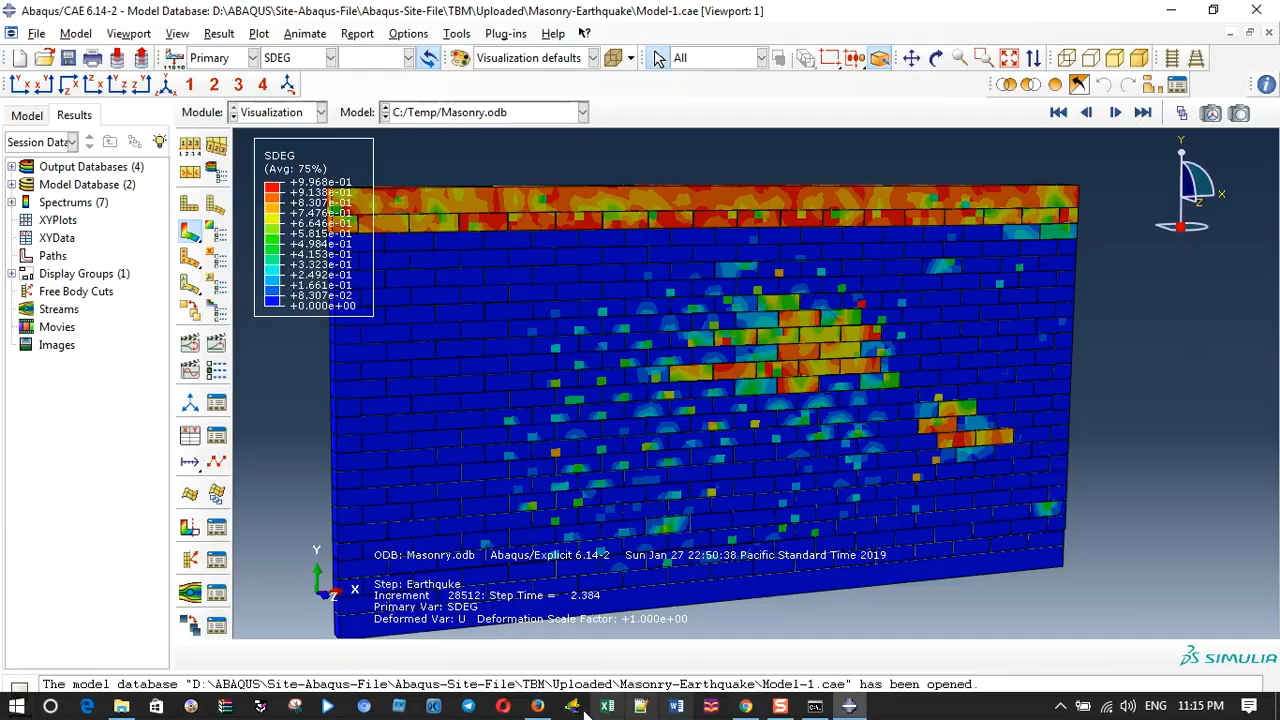 Abaqus/CAE 6.14-2 - Model Database: D:\ABAQUS\Site-Abaqus-File\Abaqus-Site-File\TBM\Uploaded\Masonry-Earthquake\Model-1.cae [Viewport: 1]
File Model Viewport View Result Plot Animate Report Options Tools Plug-ins Help
Primary SDEG Visualization defaults All
1 2 3 4
Model Results Module: Visualization Model: C:/Temp/Masonry.odb
Session Data
Output Databases (4)
Model Database (2)
Spectrums (7)
XYPlots
XYData
Paths
Display Groups (1)
Free Body Cuts
Streams
Movies
Images
SDEG
(Avg: 75%)
+9.968e-01
+9.138e-01
+8.307e-01
+7.476e-01
+6.646e-01
+5.815e-01
+4.984e-01
+4.153e-01
+3.323e-01
+2.492e-01
+1.661e-01
+8.307e-02
+0.000e+00
Y
X
Z
Y
X
ODB: Masonry.odb Abaqus/Explicit 6.14-2 Sun Jan 27 22:50:38 Pacific Standard Time 2019
Step: Earthquke
Increment 28512: Step Time = 2.384
Primary Var: SDEG
Deformed Var: U Deformation Scale Factor: +1.000e+00
SIMULIA
The model database "D:\ABAQUS\Site-Abaqus-File\Abaqus-Site-File\TBM\Uploaded\Masonry-Earthquake\Model-1.cae" has been opened.
ENG 11:15 PM